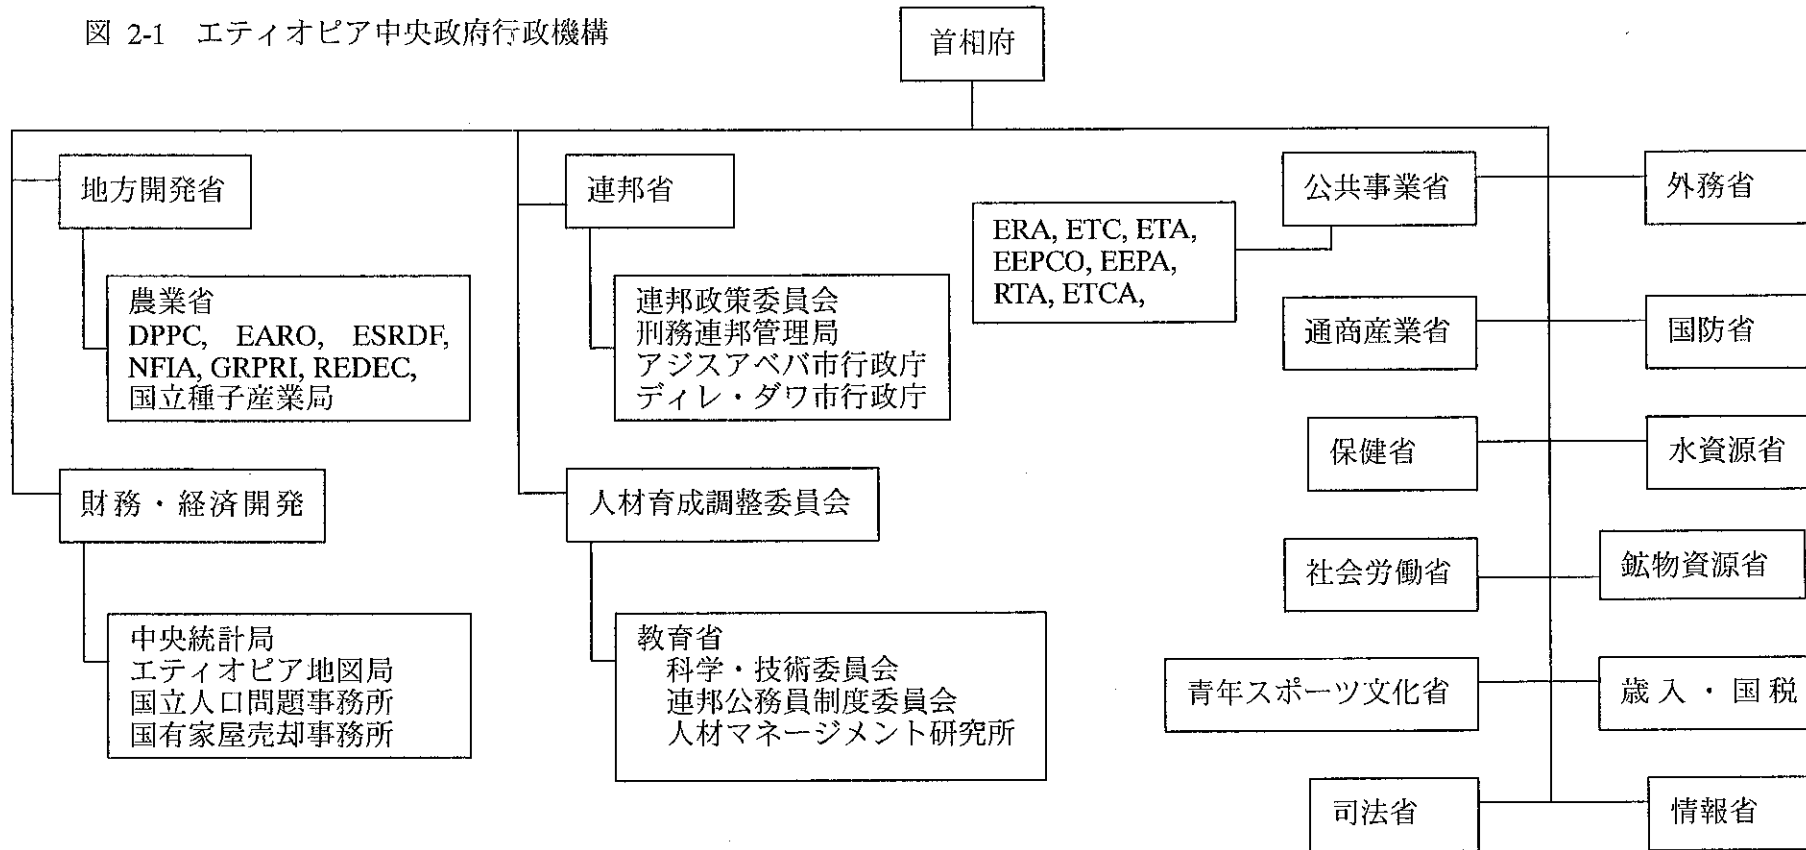 図 2-1 エティオピア中央政府行政機構
首相府
地方開発省
農業省
DPPC, EARO, ESRDF,
NFIA, GRPRI, REDEC,
国立種子産業局
財務・経済開発
中央統計局
エティオピア地図局
国立人口問題事務所
国有家屋売却事務所
連邦省
連邦政策委員会
刑務連邦管理局
アジスアベバ市行政庁
ディレ・ダワ市行政庁
人材育成調整委員会
教育省
科学・技術委員会
連邦公務員制度委員会
人材マネージメント研究所
公共事業省
ERA, ETC, ETA,
EEPCO, EEPA,
RTA, ETCA,
外務省
通商産業省
国防省
保健省
水資源省
社会労働省
鉱物資源省
青年スポーツ文化省
歳入・国税
司法省
情報省